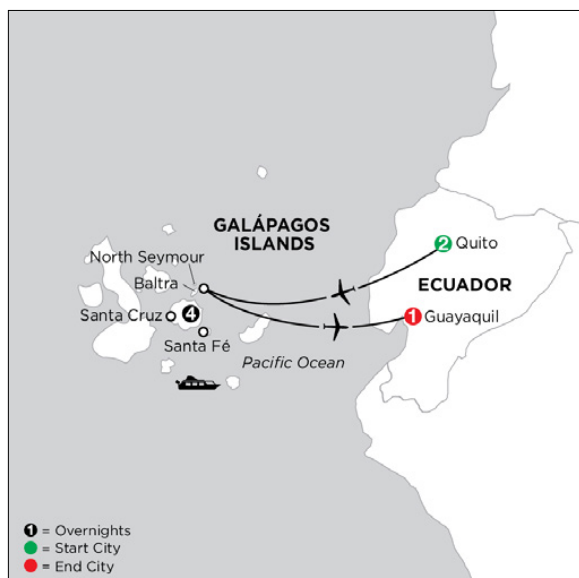 GALÁPAGOS
ISLANDS
North Seymour
Baltra
Santa Cruz
4
Santa Fé
Pacific Ocean
2 Quito
ECUADOR
1 Guayaquil
1 = Overnights
= Start City
= End City